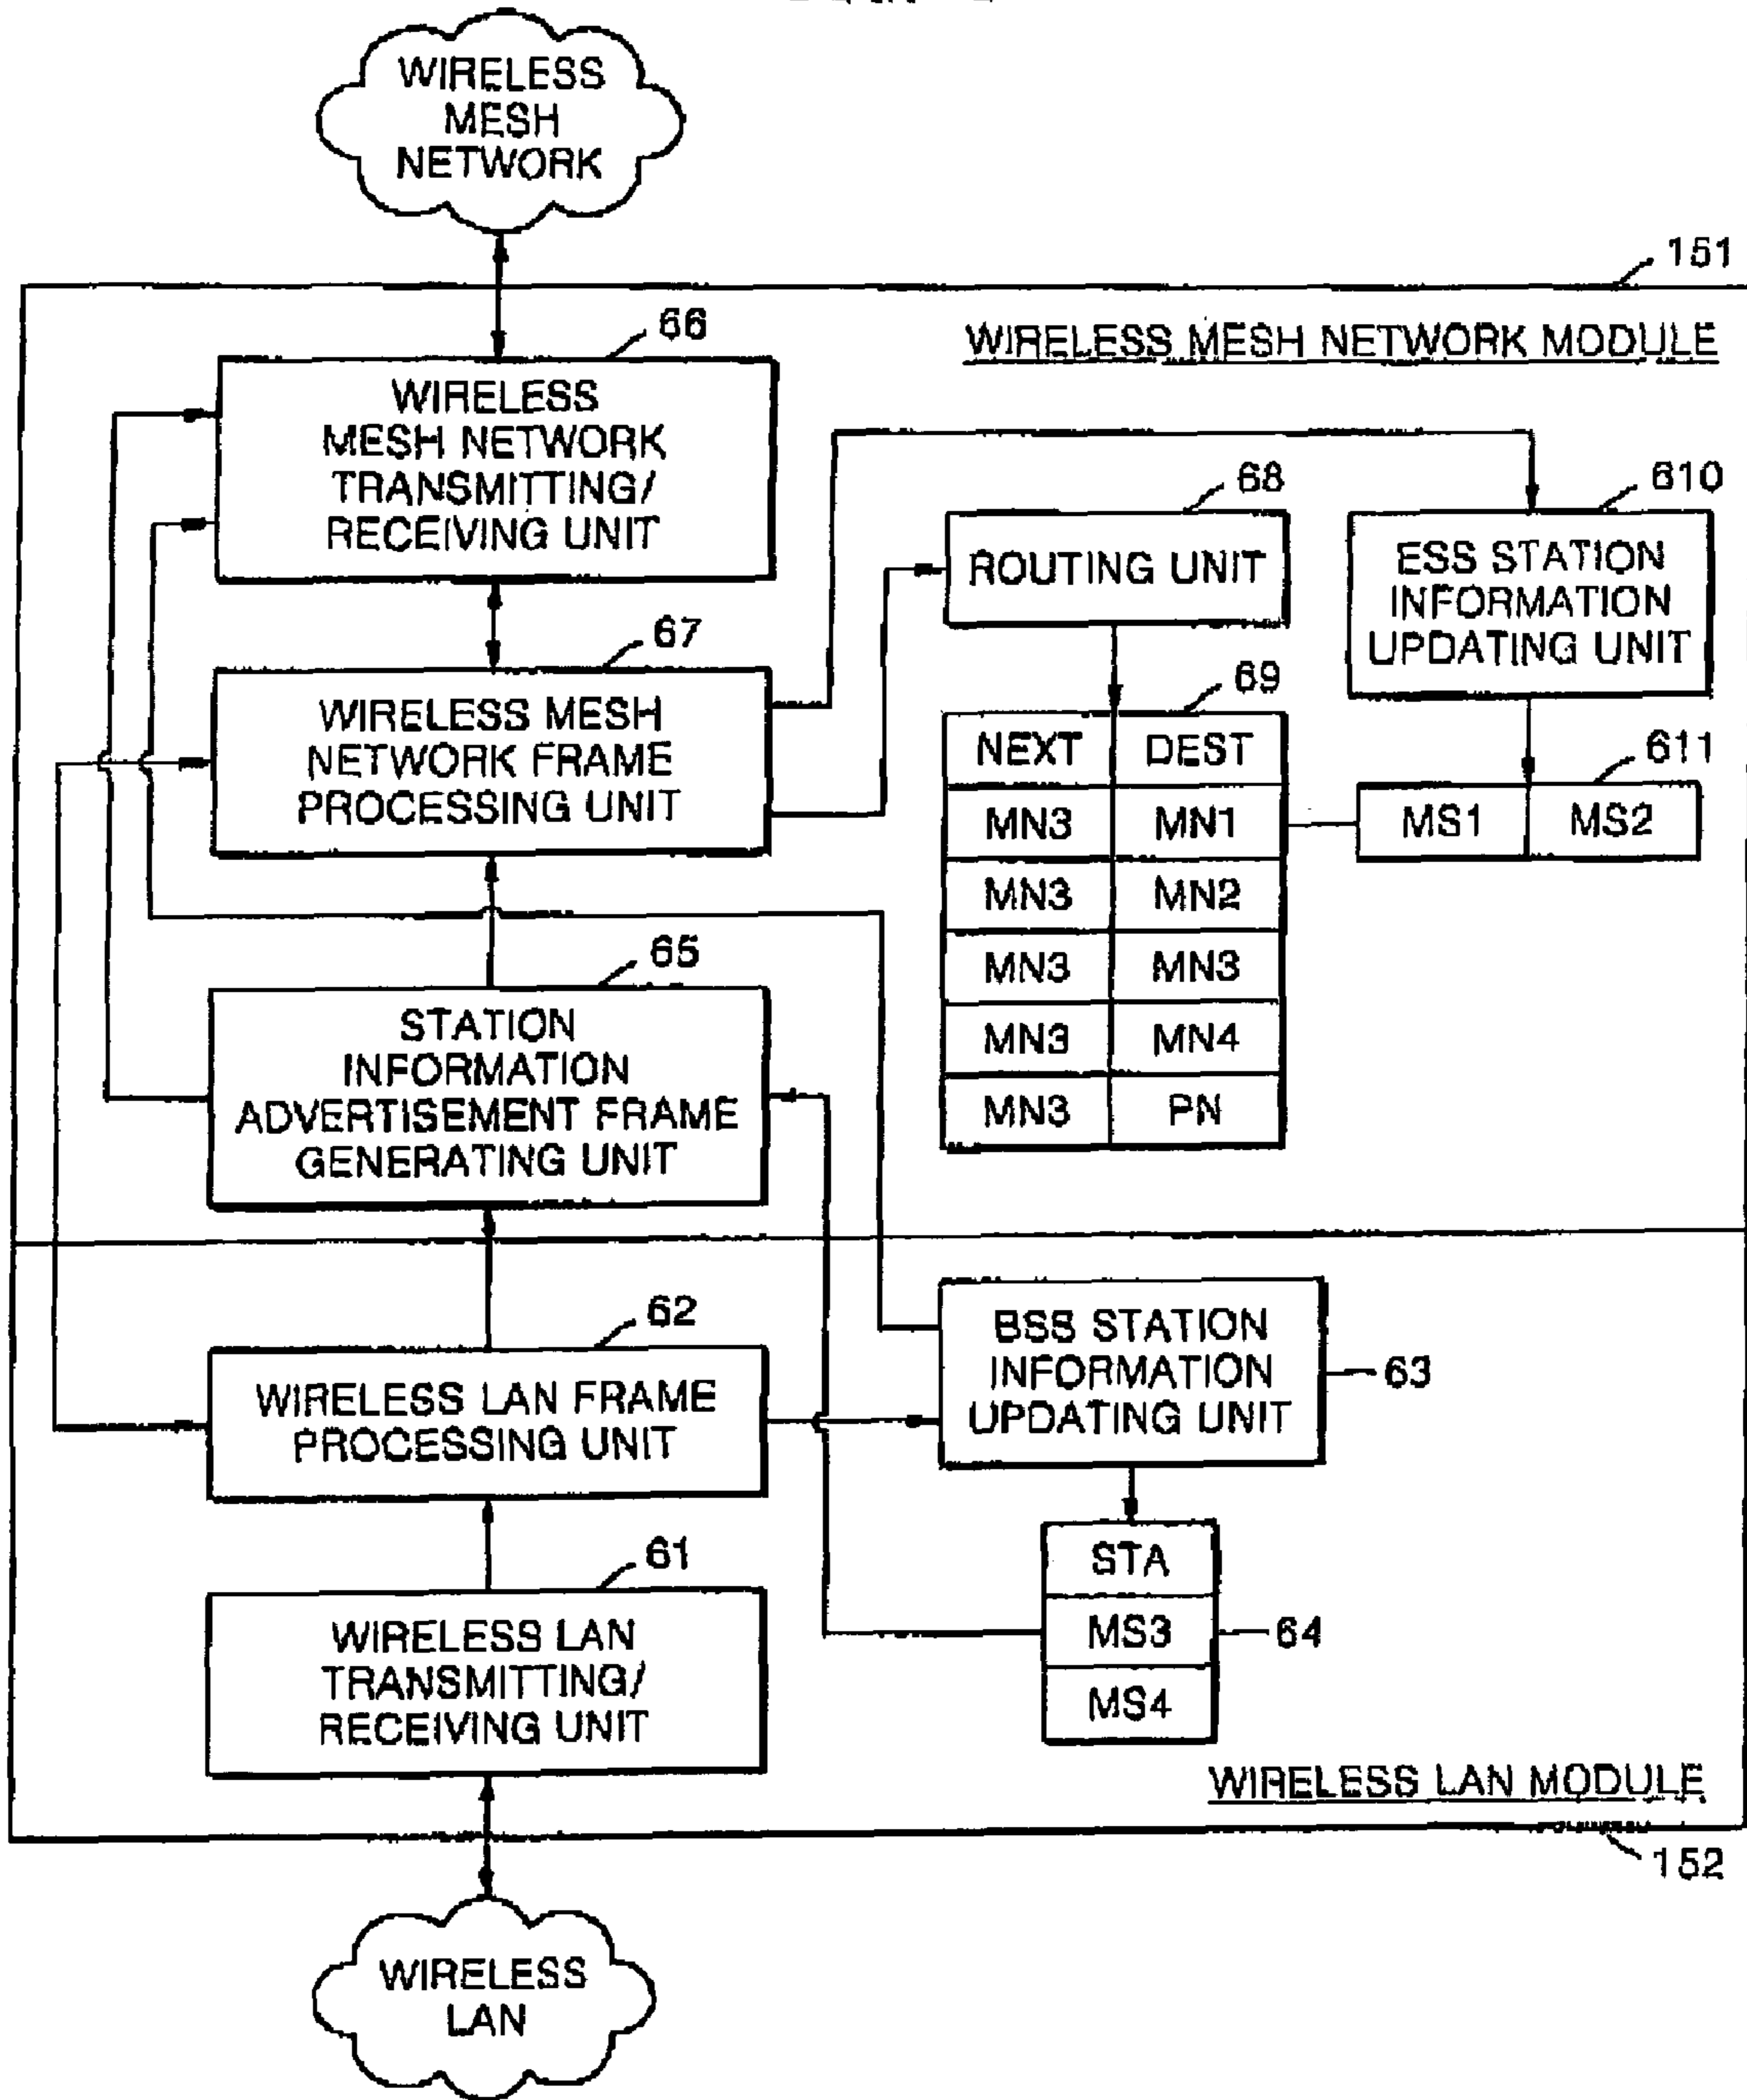 WIRELESS
MESH
NETWORK
151
66
WIRELESS MESH NETWORK MODULE
WIRELESS
MESH NETWORK
TRANSMITTING/
RECEIVING UNIT
68
610
ROUTING UNIT
ESS STATION
INFORMATION
UPDATING UNIT
67
WIRELESS MESH
NETWORK FRAME
PROCESSING UNIT
69
NEXT DEST
MN3 MN1
MN3 MN2
MN3 MN3
MN3 MN4
MN3 PN
611
MS1 MS2
65
STATION
INFORMATION
ADVERTISEMENT FRAME
GENERATING UNIT
62
WIRELESS LAN FRAME
PROCESSING UNIT
BSS STATION
INFORMATION
UPDATING UNIT
63
61
WIRELESS LAN
TRANSMITTING/
RECEIVING UNIT
STA
MS3
MS4
64
WIRELESS LAN MODULE
152
WIRELESS
LAN